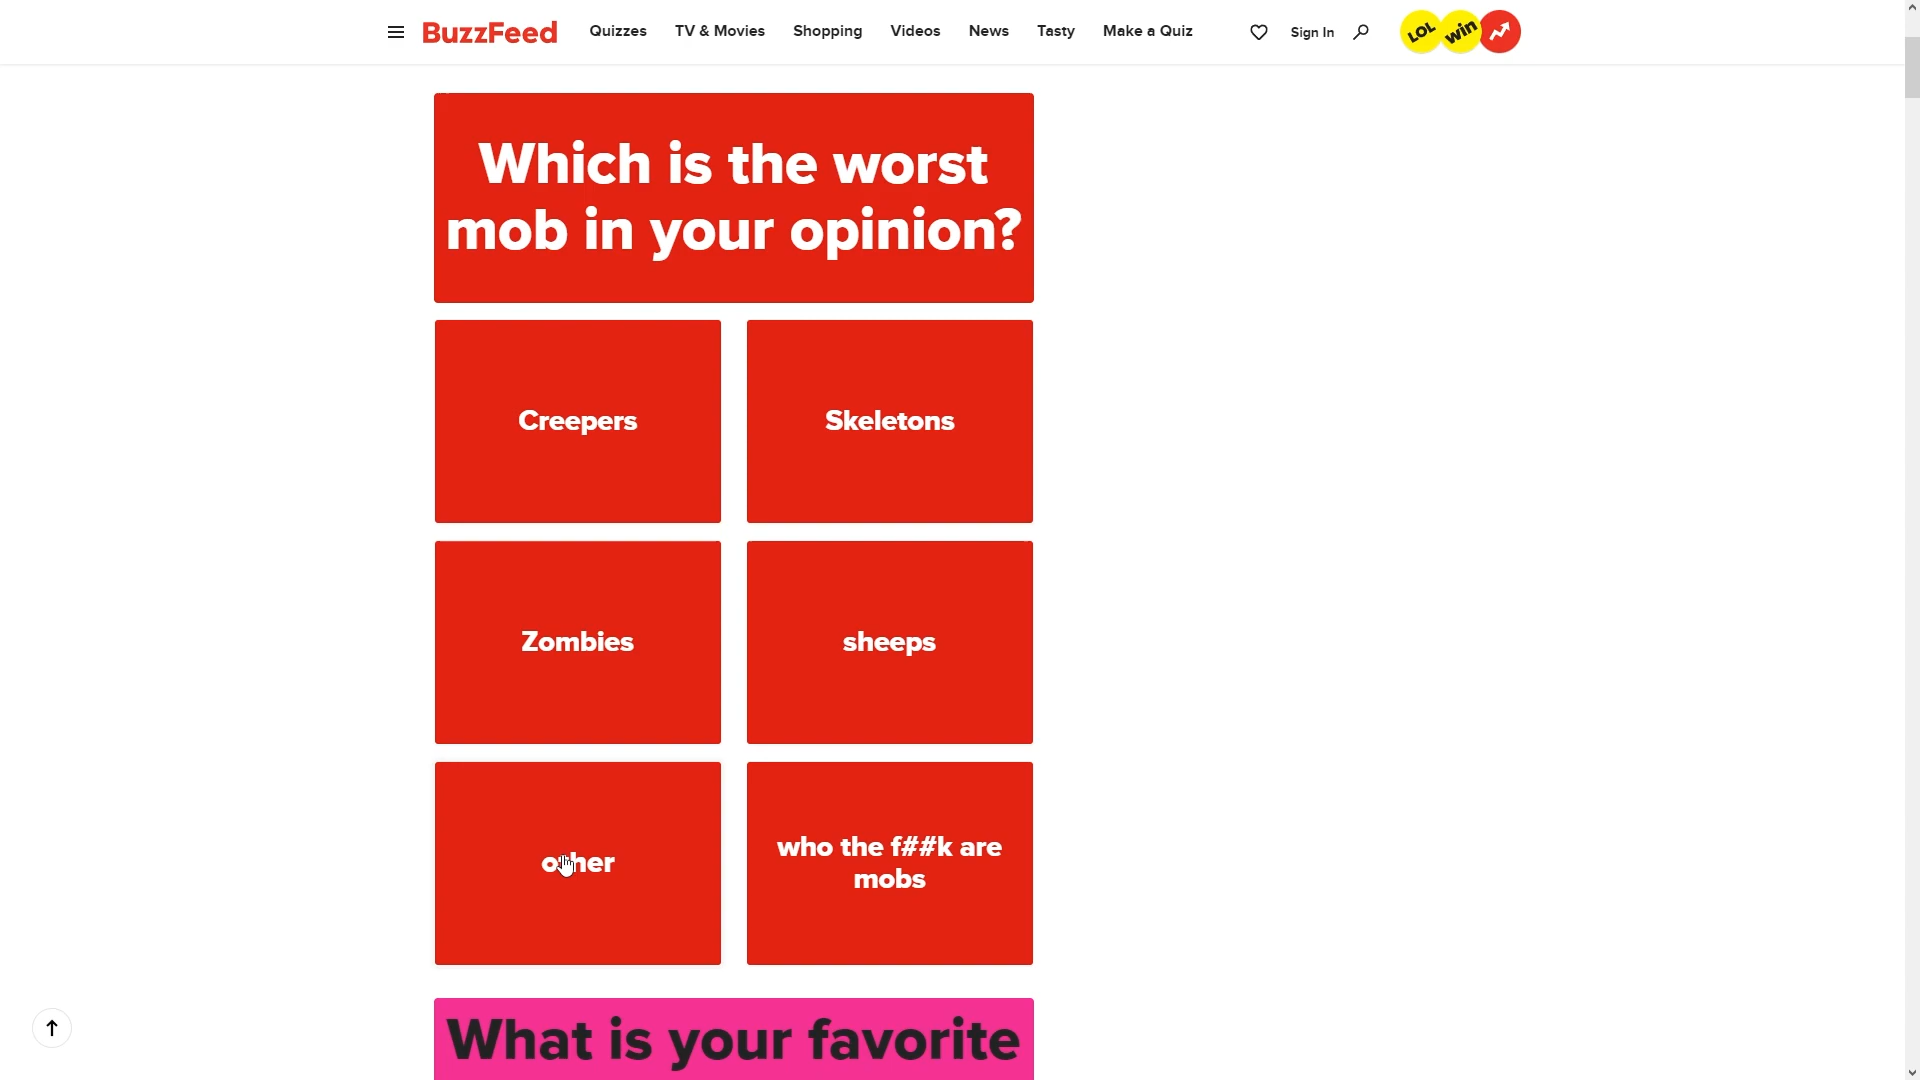 BuzzFeed
Quizzes
TV & Movies
Shopping
Videos
News
Tasty
Make a Quiz
Sign In
LOL
win
Which is the worst
mob in your opinion?
Creepers
Skeletons
Zombies
sheeps
other
who the f##k are
mobs
What is your favorite